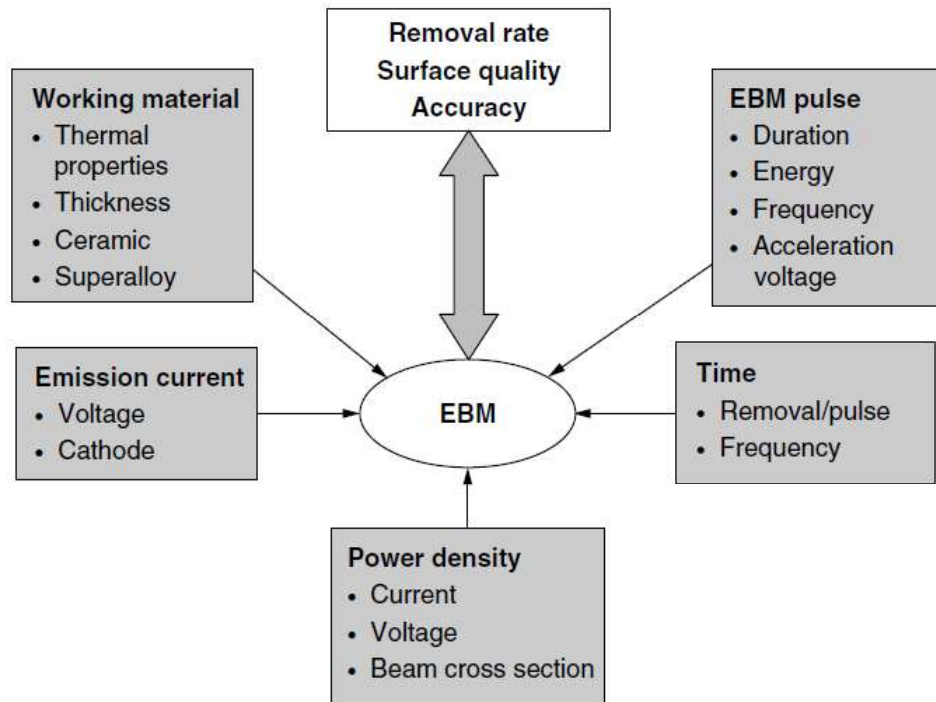 Removal rate
Surface quality
Accuracy
Working material
• Thermal
properties
• Thickness
• Ceramic
• Superalloy
EBM pulse
• Duration
• Energy
• Frequency
• Acceleration
voltage
Emission current
• Voltage
• Cathode
EBM
Time
• Removal/pulse
• Frequency
Power density
• Current
• Voltage
• Beam cross section